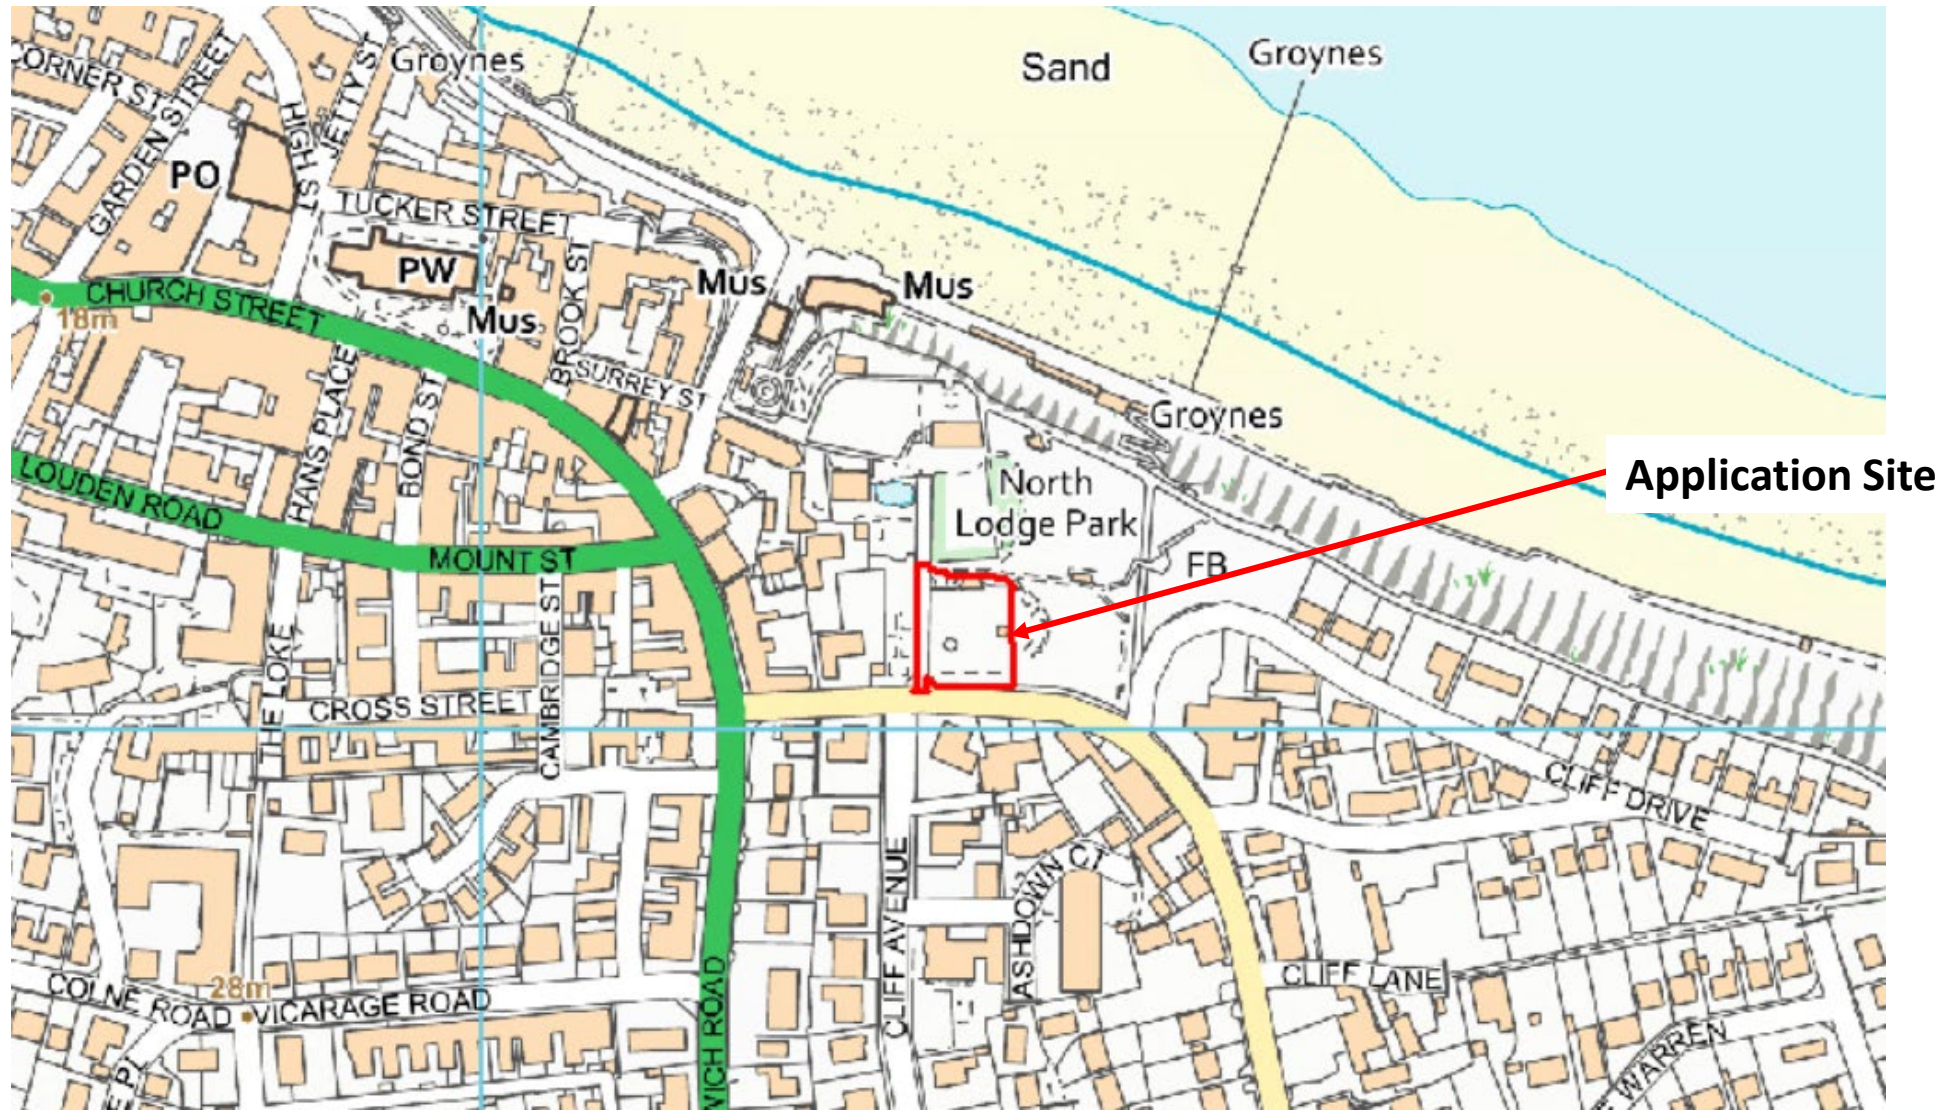 Groynes
Sand
Groynes
CORNER ST
GARDEN STREET
HIGH ST
JETTY ST
PO
TUCKER STREET
PW
Mus
Mus
Mus
BROOK ST
CHURCH STREET
18m
SURREY ST
HANS PLACE
BOND ST
Groynes
LOUDEN ROAD
North
Lodge Park
Application Site
MOUNT ST
FB
THE LOKE
CAMBRIDGE ST
CROSS STREET
CLIFF DRIVE
CLIFF AVENUE
ASHDOWN CT
CLIFF LANE
28m
COLNE ROAD
VICARAGE ROAD
WICH ROAD
WARREN